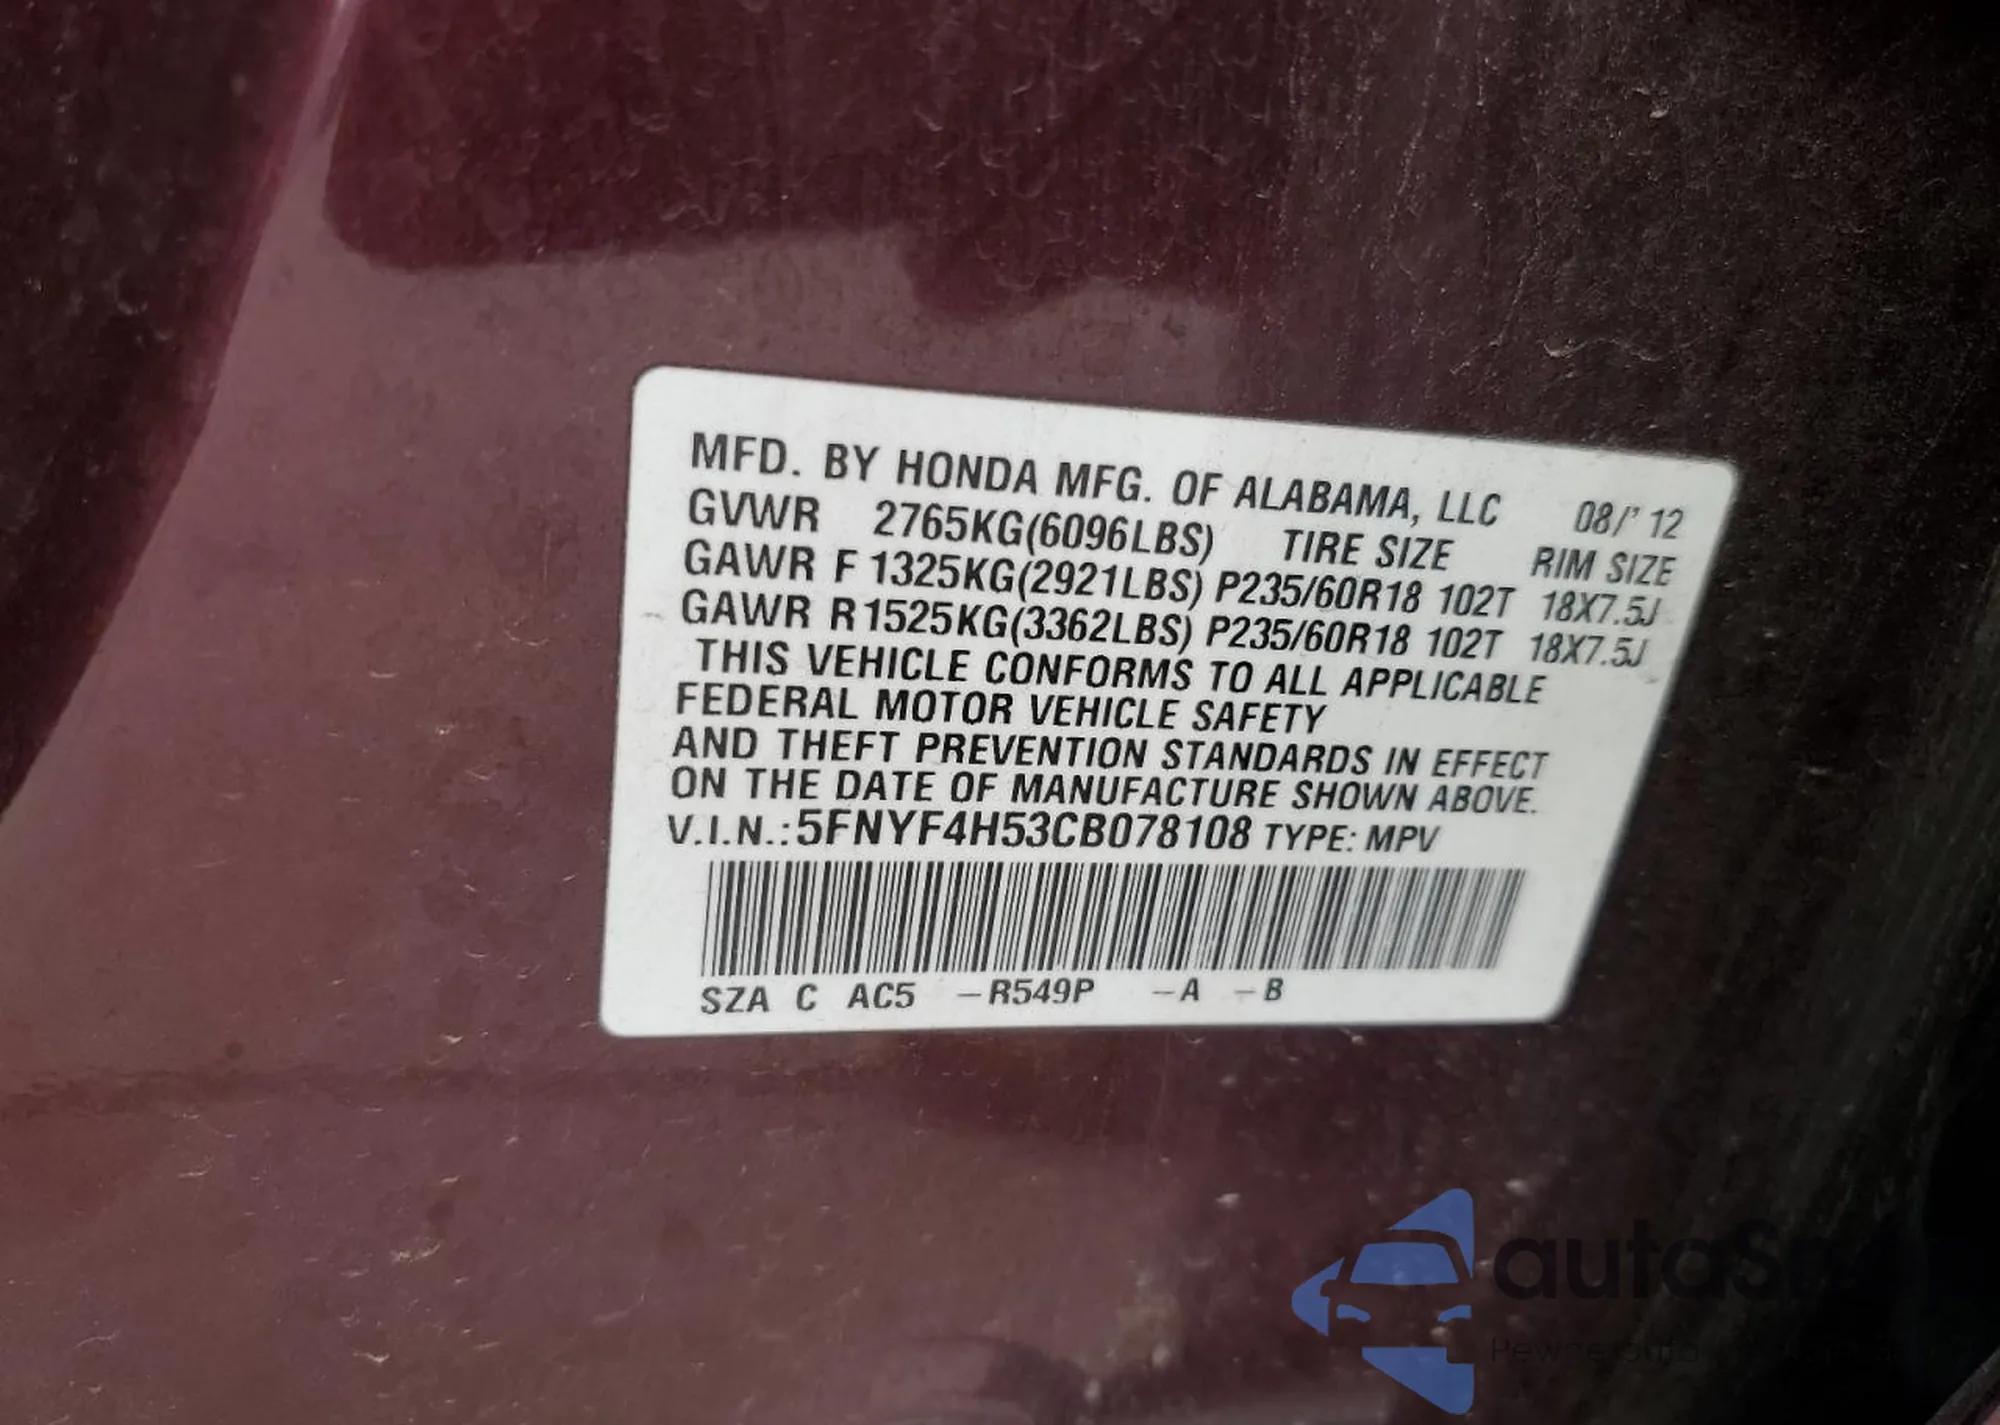 MFD. BY HONDA MFG. OF ALABAMA, LLC 08/' 12
GVWR 2765KG(6096LBS) TIRE SIZE RIM SIZE
GAWR F 1325KG(2921LBS) P235/60R18 102T 18X7.5J
GAWR R 1525KG(3362LBS) P235/60R18 102T 18X7.5J
THIS VEHICLE CONFORMS TO ALL APPLICABLE
FEDERAL MOTOR VEHICLE SAFETY
AND THEFT PREVENTION STANDARDS IN EFFECT
ON THE DATE OF MANUFACTURE SHOWN ABOVE.
V.I.N.:5FNYF4H53CB078108 TYPE: MPV
SZA C AC5 -R549P -A -B